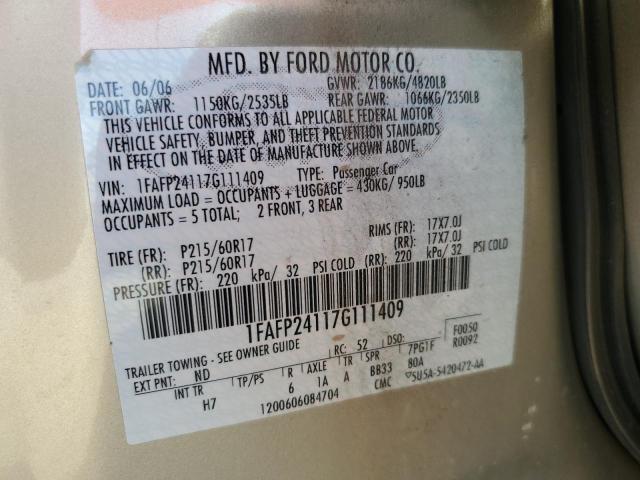 MFD. BY FORD MOTOR CO.
DATE: 06/06 GVWR: 2186KG/4820LB
FRONT GAWR: 1150KG/2535LB REAR GAWR: 1066KG/2350LB
THIS VEHICLE CONFORMS TO ALL APPLICABLE FEDERAL MOTOR
VEHICLE SAFETY, BUMPER, AND THEFT PREVENTION STANDARDS
IN EFFECT ON THE DATE OF MANUFACTURE SHOWN ABOVE.
VIN: 1FAFP24117G111409 TYPE: Passenger Car
MAXIMUM LOAD = OCCUPANTS + LUGGAGE = 430KG/950LB
OCCUPANTS = 5 TOTAL; 2 FRONT, 3 REAR
TIRE (FR): P215/60R17 RIMS (FR): 17X7.0J
(RR): P215/60R17 (RR): 17X7.0J
PRESSURE (FR): 220 kPa/ 32 PSI COLD (RR): 220 kPa/ 32 PSI COLD
1FAFP24117G111409
TRAILER TOWING - SEE OWNER GUIDE RC: 52 DSO: F0050
EXT PNT: ND R AXLE TR SPR 7PG1F R0092
INT TR TP/PS 6 1A A BB33 80A
H7 CMC 5U5A-5420472-AA
1200606084704